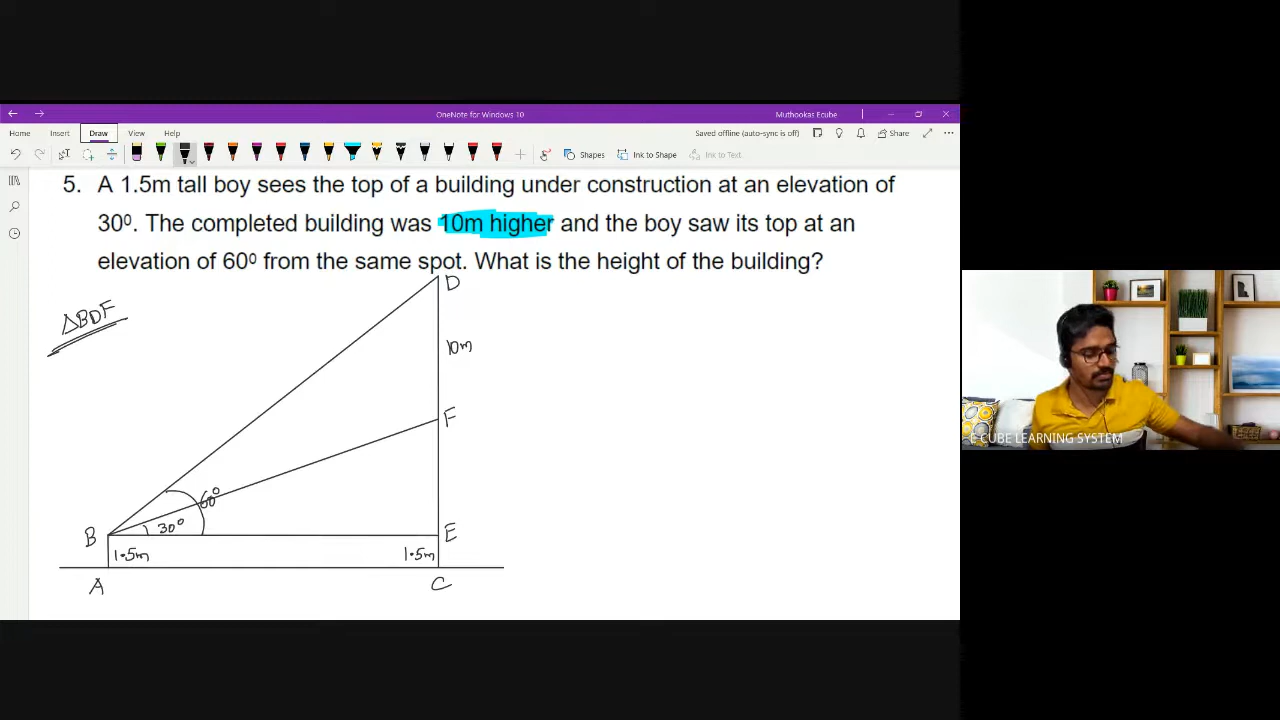 OneNote for Windows 10
Muthookas Ecube
Home Insert Draw View Help
Saved offline (auto-sync is off) Share
Shapes Ink to Shape Ink to Text
5. A 1.5m tall boy sees the top of a building under construction at an elevation of
30⁰. The completed building was 10m higher and the boy saw its top at an
elevation of 60⁰ from the same spot. What is the height of the building?
D
△BDF
10m
F
60°
30°
B
E
1.5m
1.5m
A
C
E CUBE LEARNING SYSTEM